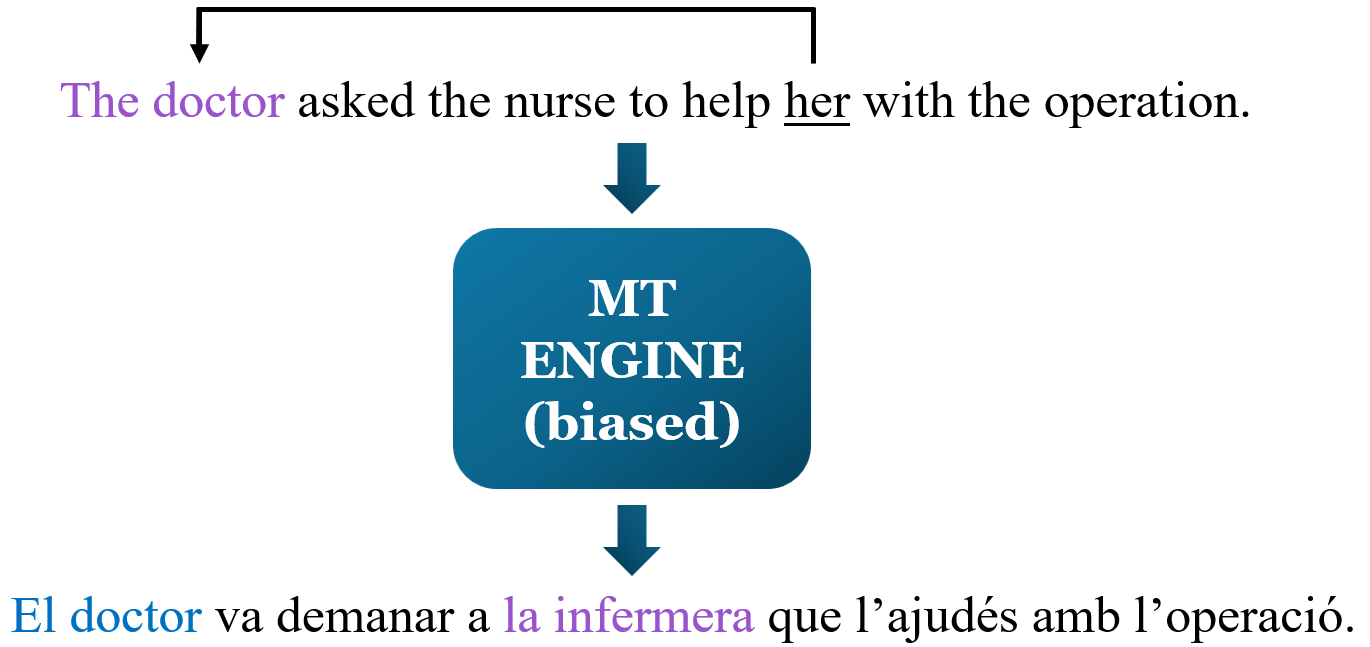 The doctor asked the nurse to help her with the operation.
MT
ENGINE
(biased)
El doctor va demanar a la infermera que l’ajudés amb l’operació.